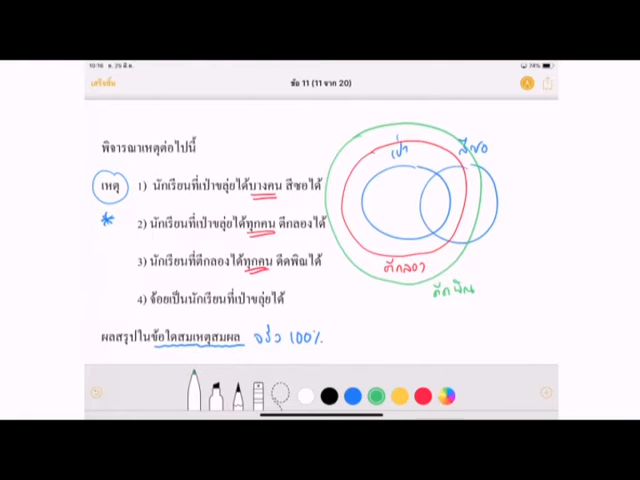 10:16 พ. 25 มี.ค.
74%
เสร็จสิ้น
ข้อ 11 (11 จาก 20)
พิจารณาเหตุต่อไปนี้
เหตุ 1) นักเรียนที่เป่าขลุ่ยได้บางคน สีซอได้
* 2) นักเรียนที่เป่าขลุ่ยได้ทุกคน ตีกลองได้
3) นักเรียนที่ตีกลองได้ทุกคน ดีดพิณได้
4) จ้อยเป็นนักเรียนที่เป่าขลุ่ยได้
ผลสรุปในข้อใดสมเหตุสมผล จริง 100%
เป่า
สีซอ
ตีกลอง
ดีดพิณ